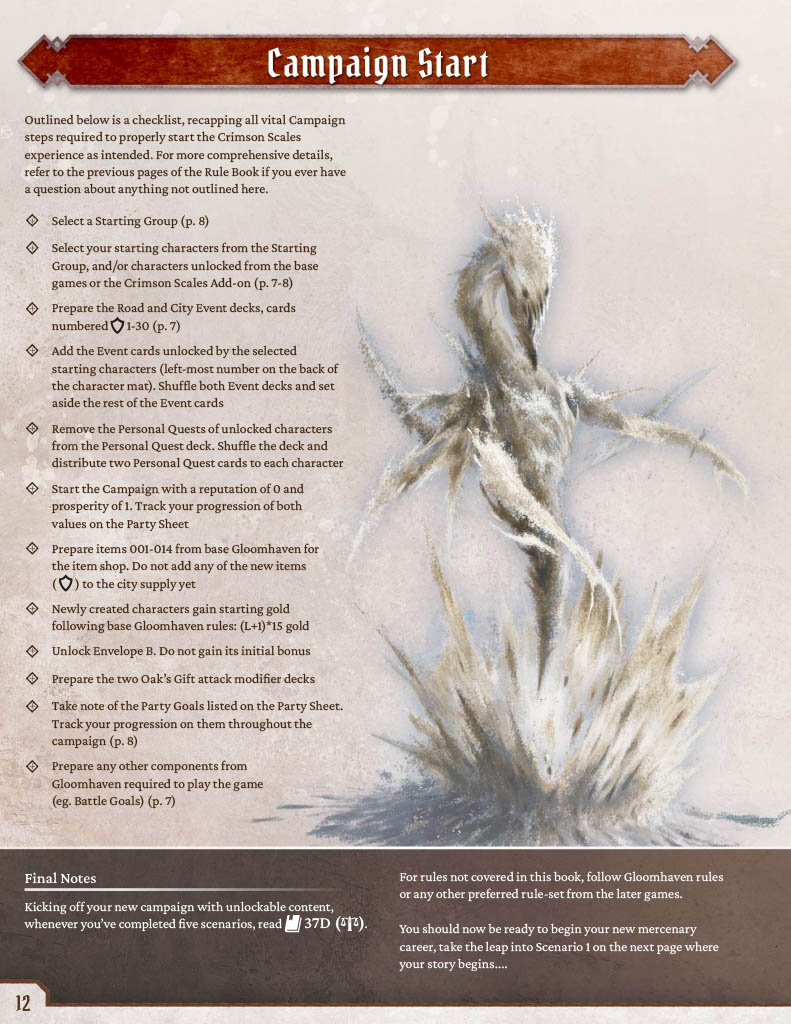 Campaign Start
Outlined below is a checklist, recapping all vital Campaign
steps required to properly start the Crimson Scales
experience as intended. For more comprehensive details,
refer to the previous pages of the Rule Book if you ever have
a question about anything not outlined here.
Select a Starting Group (p. 8)
Select your starting characters from the Starting
Group, and/or characters unlocked from the base
games or the Crimson Scales Add-on (p. 7-8)
Prepare the Road and City Event decks, cards
numbered 1-30 (p. 7)
Add the Event cards unlocked by the selected
starting characters (left-most number on the back of
the character mat). Shuffle both Event decks and set
aside the rest of the Event cards
Remove the Personal Quests of unlocked characters
from the Personal Quest deck. Shuffle the deck and
distribute two Personal Quest cards to each character
Start the Campaign with a reputation of 0 and
prosperity of 1. Track your progression of both
values on the Party Sheet
Prepare items 001-014 from base Gloomhaven for
the item shop. Do not add any of the new items
( ) to the city supply yet
Newly created characters gain starting gold
following base Gloomhaven rules: (L+1)*15 gold
Unlock Envelope B. Do not gain its initial bonus
Prepare the two Oak's Gift attack modifier decks
Take note of the Party Goals listed on the Party Sheet.
Track your progression on them throughout the
campaign (p. 8)
Prepare any other components from
Gloomhaven required to play the game
(eg. Battle Goals) (p. 7)
Final Notes
Kicking off your new campaign with unlockable content,
whenever you've completed five scenarios, read 37D ( ).
For rules not covered in this book, follow Gloomhaven rules
or any other preferred rule-set from the later games.
You should now be ready to begin your new mercenary
career, take the leap into Scenario 1 on the next page where
your story begins....
12